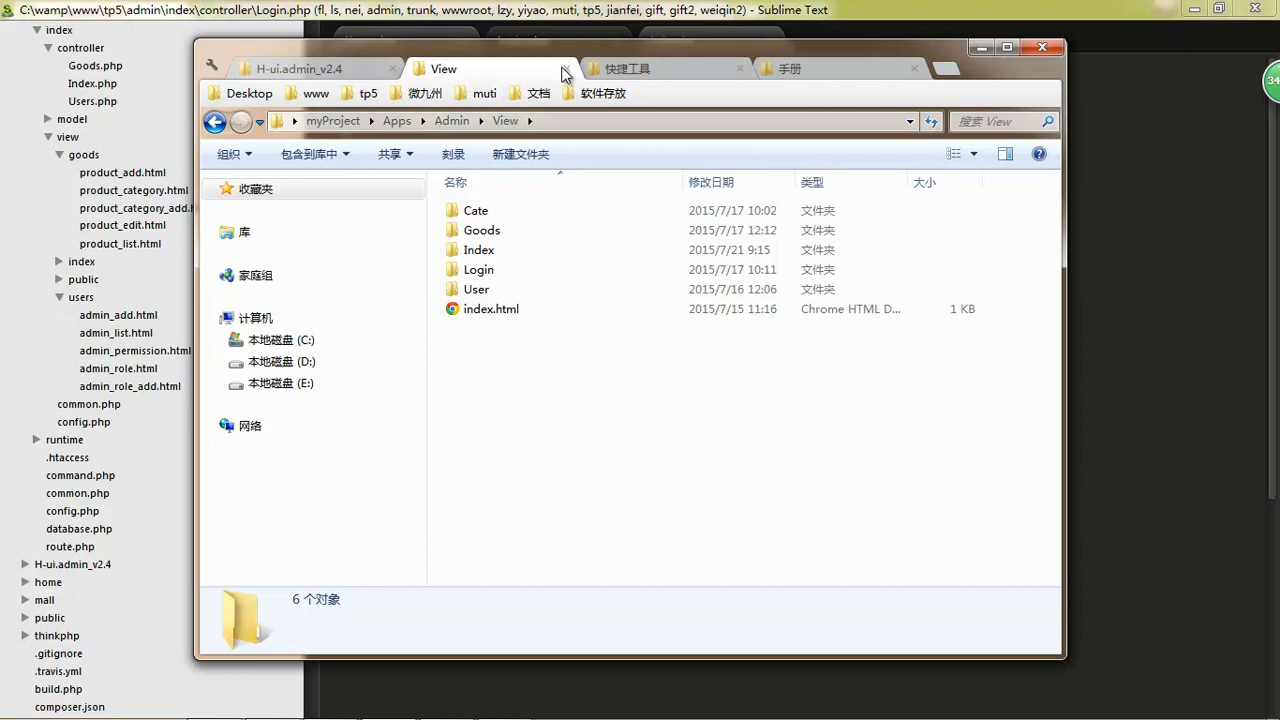 C:\wamp\www\tp5\admin\index\controller\Login.php (fl, ls, nei, admin, trunk, wwwroot, lzy, yiyao, muti, tp5, jianfei, gift, gift2, weiqin2) - Sublime Text
index
controller
Goods.php
Index.php
Users.php
model
view
goods
product_add.html
product_category.html
product_category_add.h
product_edit.html
product_list.html
index
public
users
admin_add.html
admin_list.html
admin_permission.html
admin_role.html
admin_role_add.html
common.php
config.php
runtime
.htaccess
command.php
common.php
config.php
database.php
route.php
H-ui.admin_v2.4
home
mall
public
thinkphp
.gitignore
.travis.yml
build.php
composer.json
H-ui.admin_v2.4
View
快捷工具
手册
Desktop
www
tp5
微九州
muti
文档
软件存放
myProject
Apps
Admin
View
搜索 View
组织
包含到库中
共享
刻录
新建文件夹
收藏夹
库
家庭组
计算机
本地磁盘 (C:)
本地磁盘 (D:)
本地磁盘 (E:)
网络
名称 修改日期 类型 大小
Cate 2015/7/17 10:02 文件夹
Goods 2015/7/17 12:12 文件夹
Index 2015/7/21 9:15 文件夹
Login 2015/7/17 10:11 文件夹
User 2015/7/16 12:06 文件夹
index.html 2015/7/15 11:16 Chrome HTML D... 1 KB
6 个对象
34